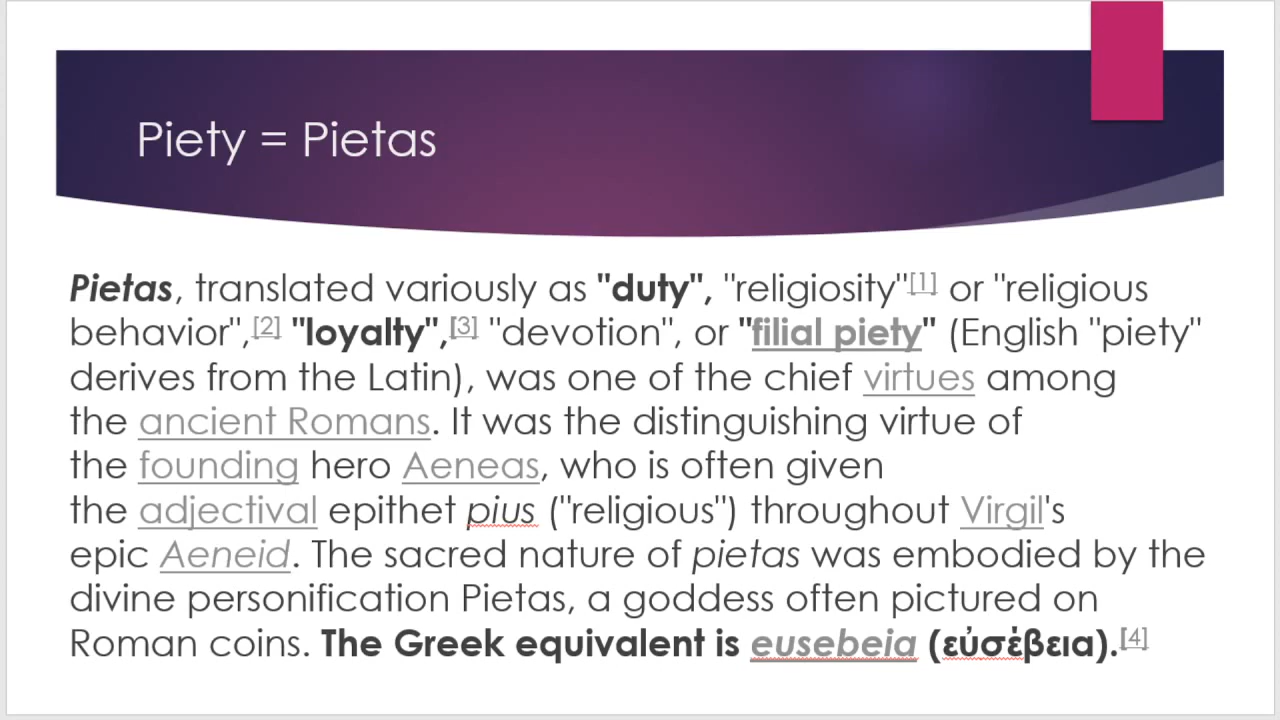 Piety = Pietas
Pietas, translated variously as "duty", "religiosity"[1] or "religious
behavior",[2] "loyalty",[3] "devotion", or "filial piety" (English "piety"
derives from the Latin), was one of the chief virtues among
the ancient Romans. It was the distinguishing virtue of
the founding hero Aeneas, who is often given
the adjectival epithet pius ("religious") throughout Virgil's
epic Aeneid. The sacred nature of pietas was embodied by the
divine personification Pietas, a goddess often pictured on
Roman coins. The Greek equivalent is eusebeia (εὐσέβεια).[4]